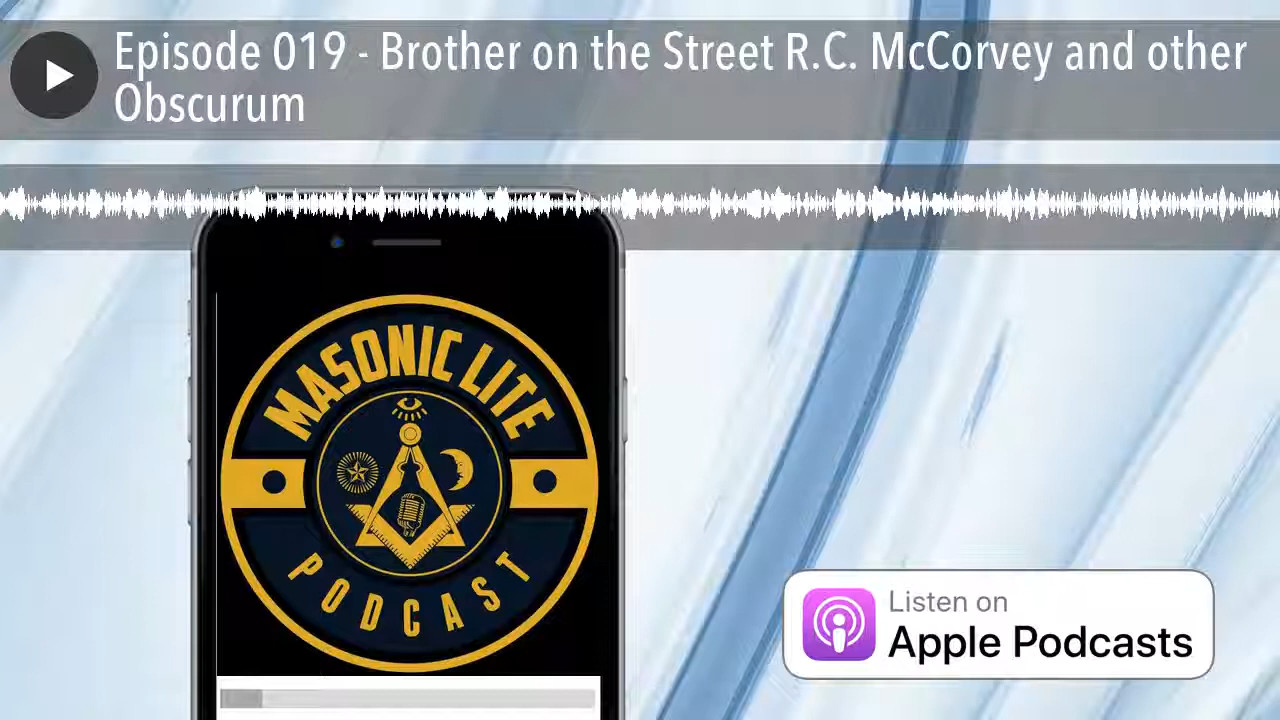 Episode 019 - Brother on the Street R.C. McCorvey and other
Obscurum
MASONIC LITE
PODCAST
Listen on
Apple Podcasts